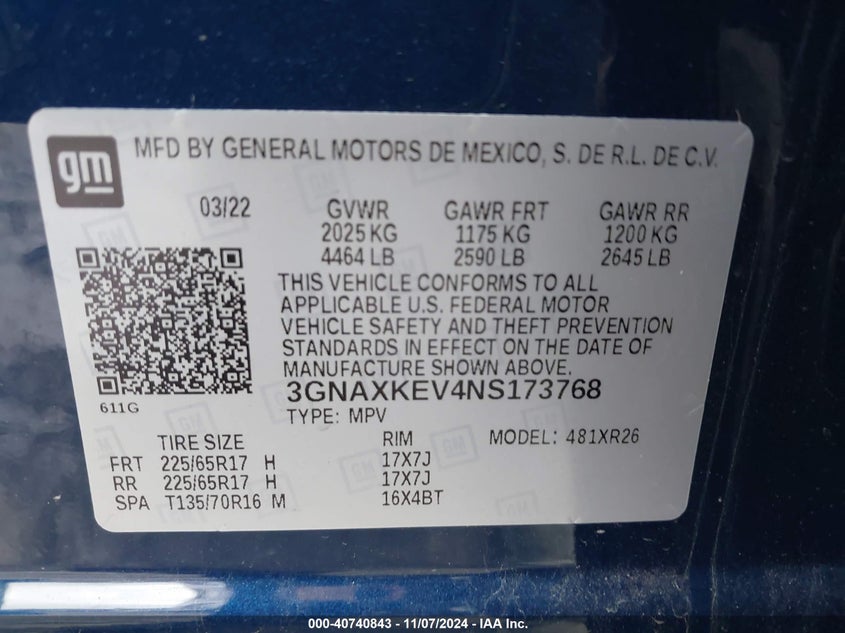 gm
MFD BY GENERAL MOTORS DE MEXICO, S. DE R.L. DE C.V.
03/22 GVWR GAWR FRT GAWR RR
2025 KG 1175 KG 1200 KG
4464 LB 2590 LB 2645 LB
THIS VEHICLE CONFORMS TO ALL
APPLICABLE U.S. FEDERAL MOTOR
VEHICLE SAFETY AND THEFT PREVENTION
STANDARDS IN EFFECT ON THE DATE OF
MANUFACTURE SHOWN ABOVE.
3GNAXKEV4NS173768
611G
TYPE: MPV
TIRE SIZE RIM MODEL: 481XR26
FRT 225/65R17 H 17X7J
RR 225/65R17 H 17X7J
SPA T135/70R16 M 16X4BT
000-40740843 - 11/07/2024 - IAA Inc.